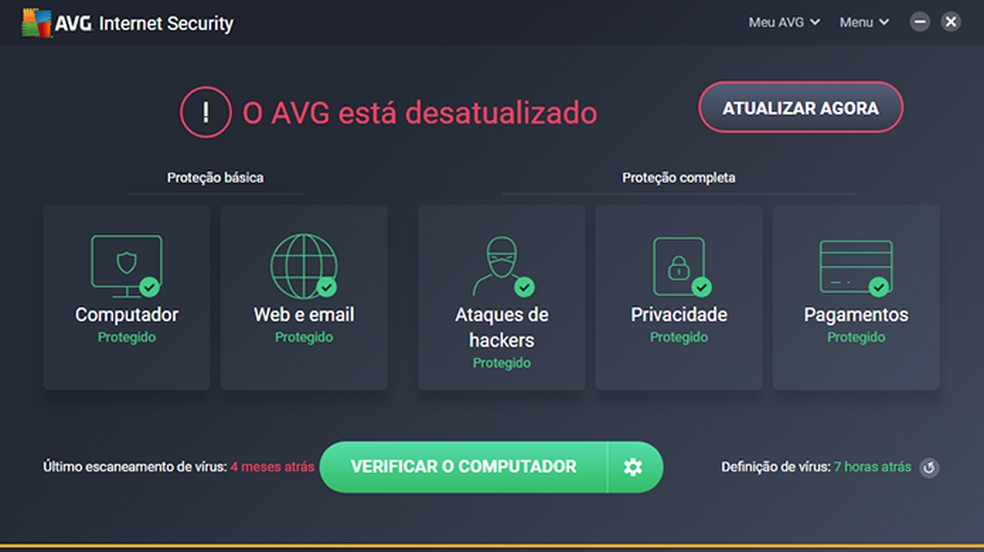 AVG Internet Security
Meu AVG
Menu
! O AVG está desatualizado
ATUALIZAR AGORA
Proteção básica
Proteção completa
Computador
Protegido
Web e email
Protegido
Ataques de
hackers
Protegido
Privacidade
Protegido
Pagamentos
Protegido
Último escaneamento de vírus: 4 meses atrás
VERIFICAR O COMPUTADOR
Definição de vírus: 7 horas atrás